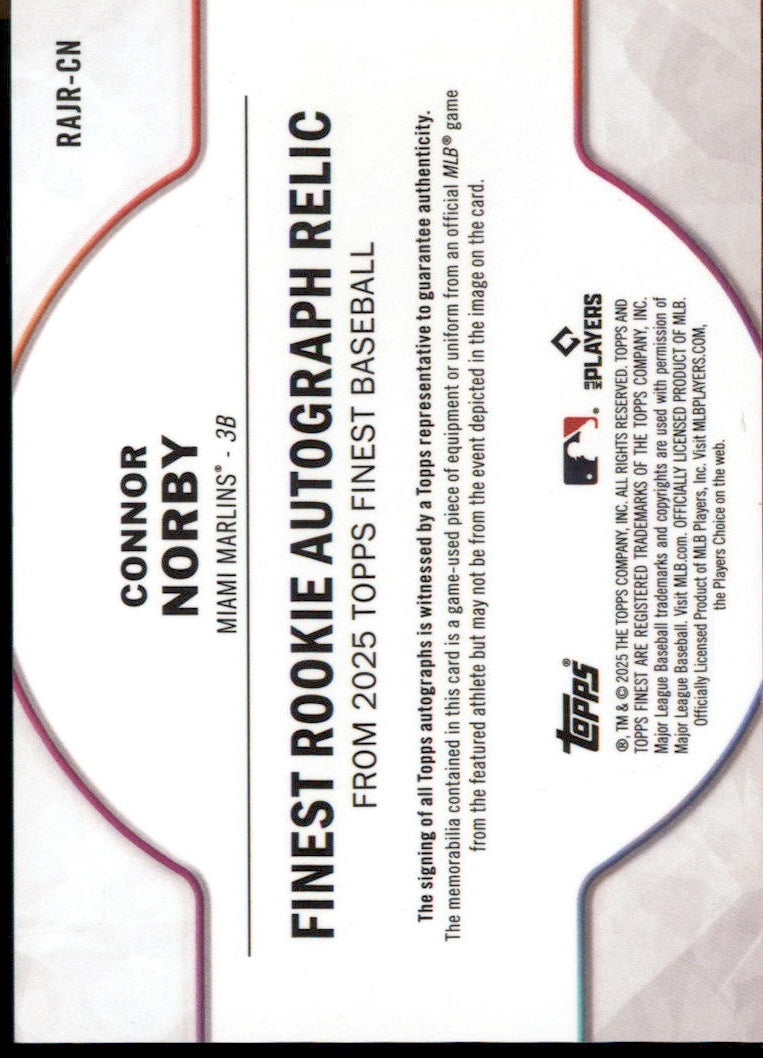 RAJR-CN
CONNOR
NORBY
MIAMI MARLINS® - 3B
FINEST ROOKIE AUTOGRAPH RELIC
FROM 2025 TOPPS FINEST BASEBALL
The signing of all Topps autographs is witnessed by a Topps representative to guarantee authenticity.
The memorabilia contained in this card is a game-used piece of equipment or uniform from an official MLB® game
from the featured athlete but may not be from the event depicted in the image on the card.
topps®
MLB PLAYERS
®, TM & © 2025 THE TOPPS COMPANY, INC. ALL RIGHTS RESERVED. TOPPS AND
TOPPS FINEST ARE REGISTERED TRADEMARKS OF THE TOPPS COMPANY, INC.
Major League Baseball trademarks and copyrights are used with permission of
Major League Baseball. Visit MLB.com. OFFICIALLY LICENSED PRODUCT OF MLB.
Officially Licensed Product of MLB Players, Inc. Visit MLBPLAYERS.COM,
the Players Choice on the web.